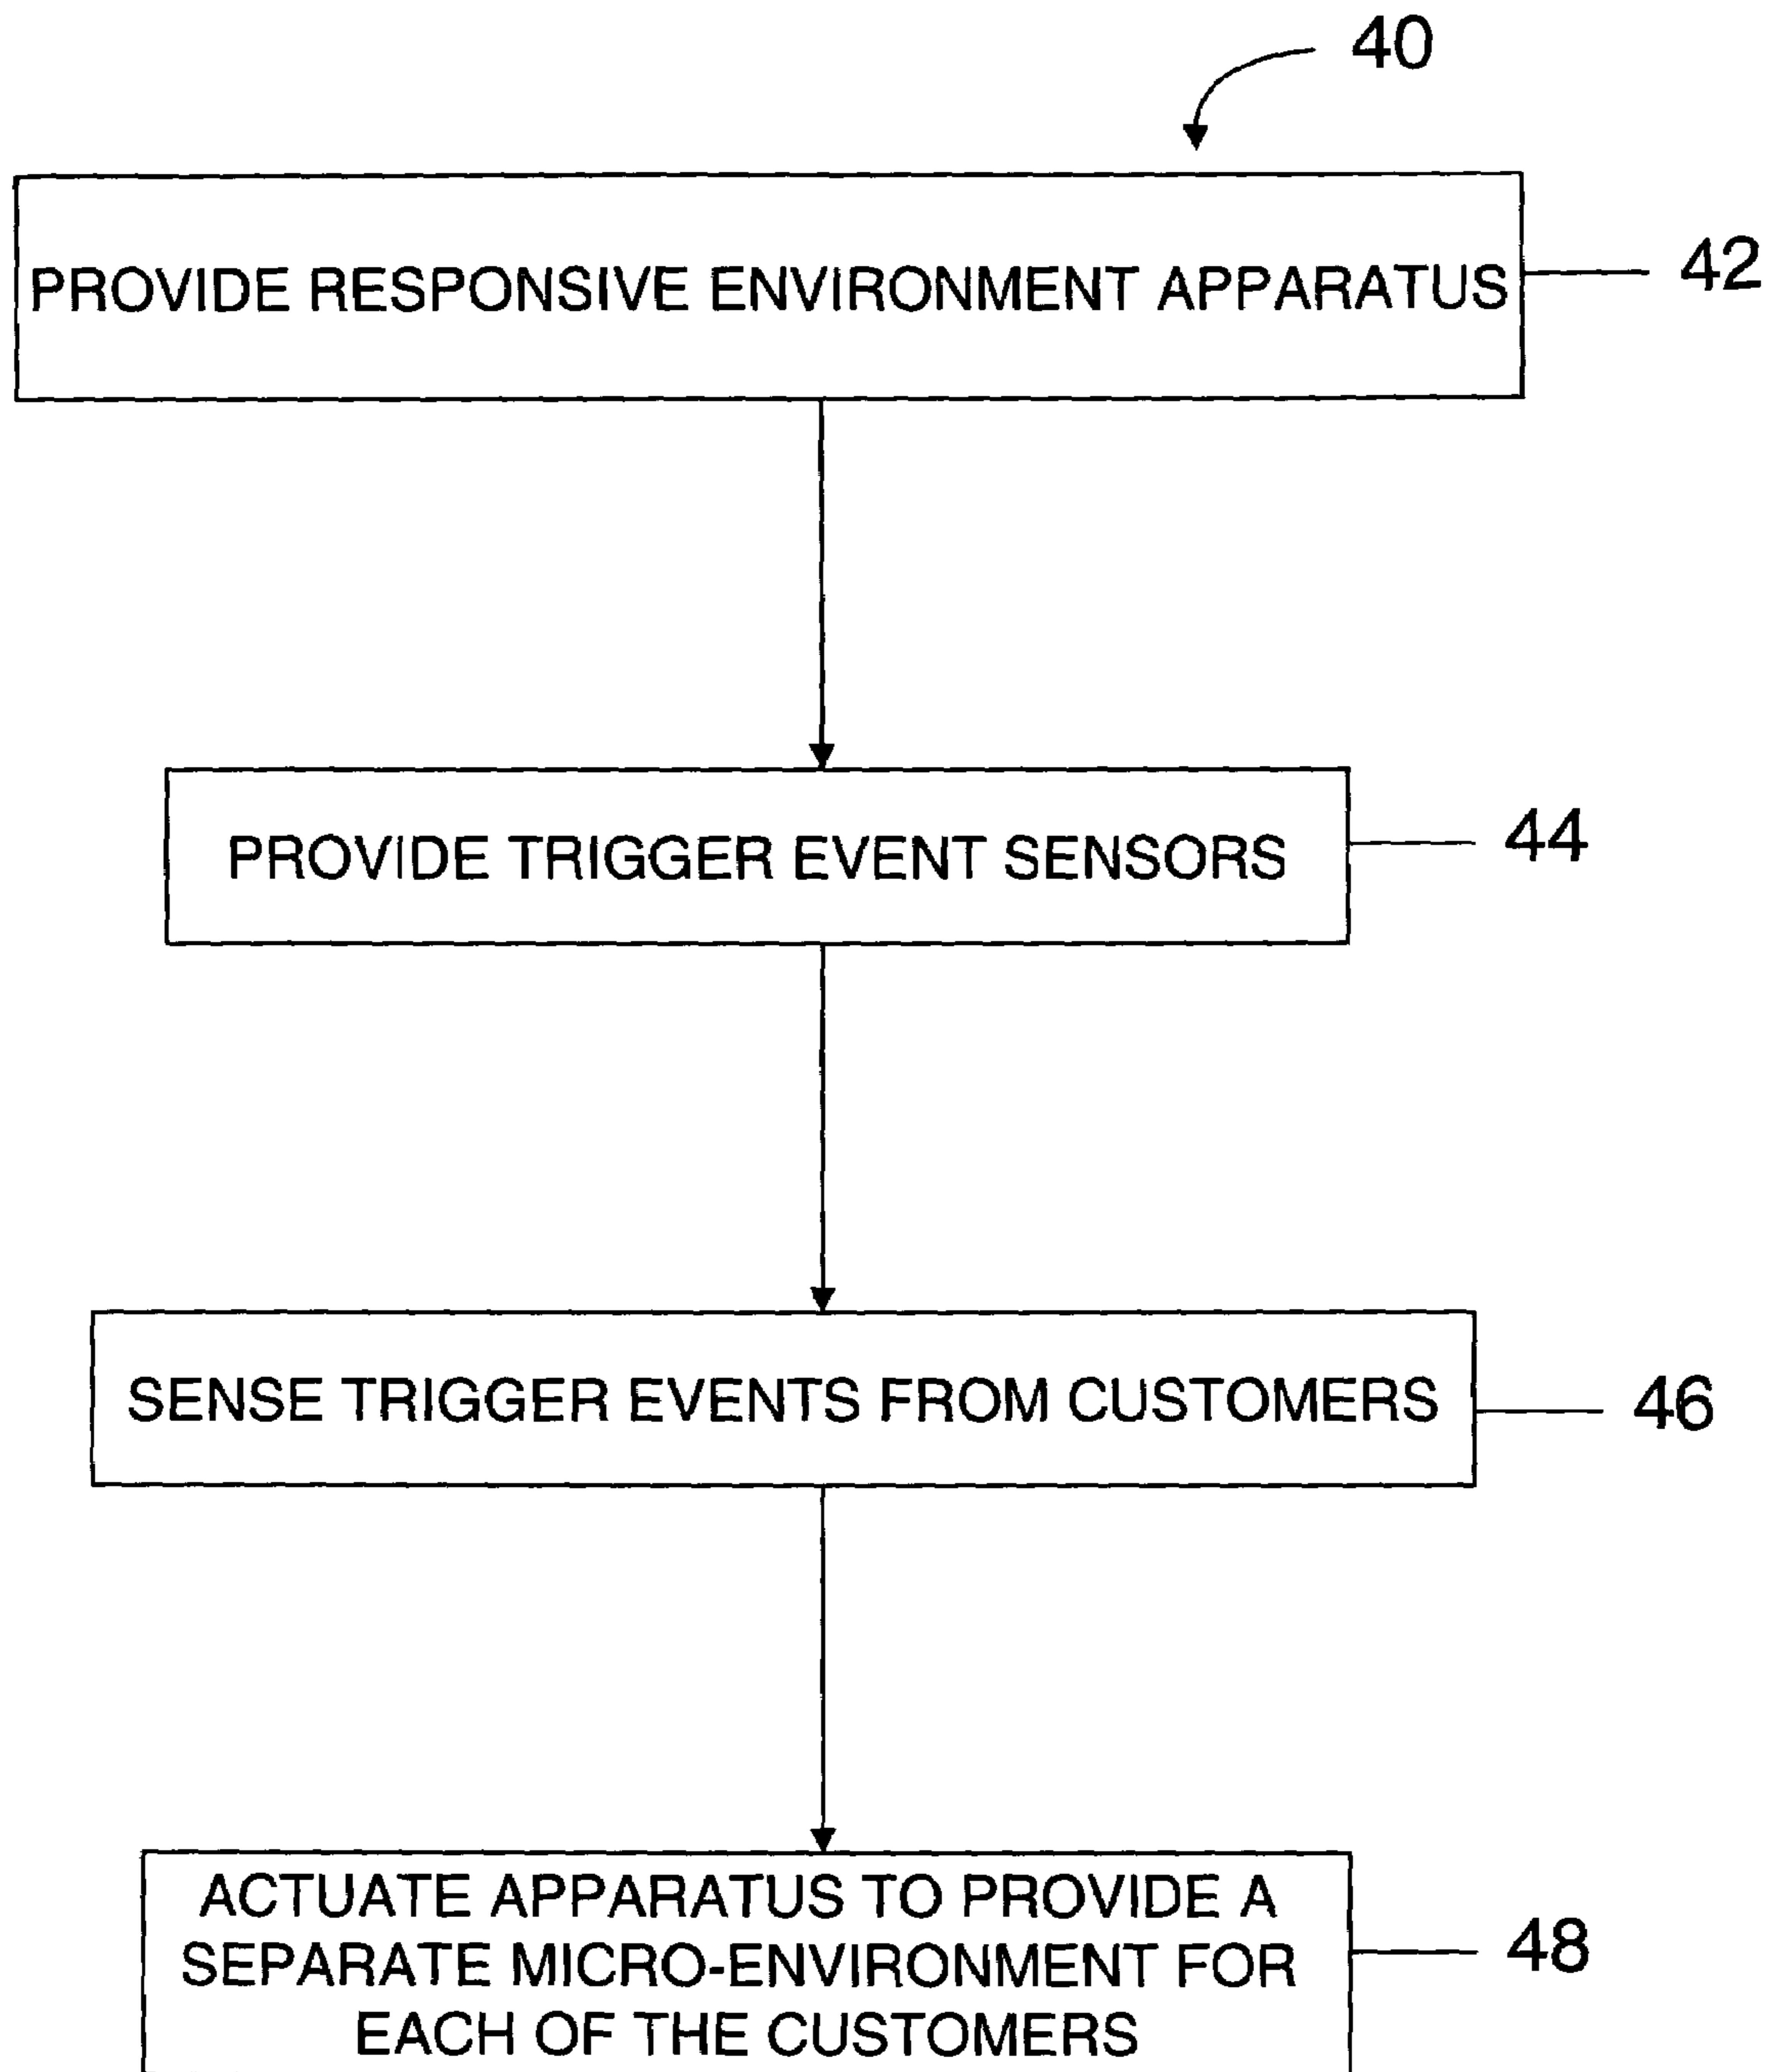 40
PROVIDE RESPONSIVE ENVIRONMENT APPARATUS
42
PROVIDE TRIGGER EVENT SENSORS
44
SENSE TRIGGER EVENTS FROM CUSTOMERS
46
ACTUATE APPARATUS TO PROVIDE A
SEPARATE MICRO-ENVIRONMENT FOR
EACH OF THE CUSTOMERS
48